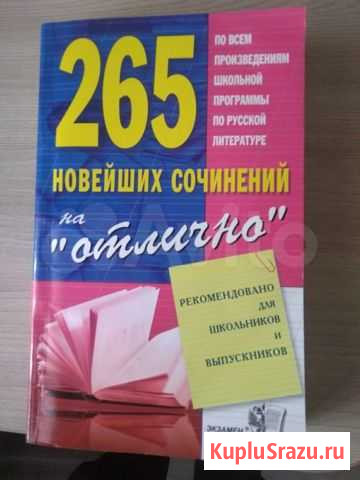 265
ПО ВСЕМ
ПРОИЗВЕДЕНИЯМ
ШКОЛЬНОЙ
ПРОГРАММЫ
ПО РУССКОЙ
ЛИТЕРАТУРЕ
НОВЕЙШИХ СОЧИНЕНИЙ
на
"отлично"
РЕКОМЕНДОВАНО
ДЛЯ
ШКОЛЬНИКОВ
И
ВЫПУСКНИКОВ
ЭКЗАМЕН
Avito
KupluSrazu.ru